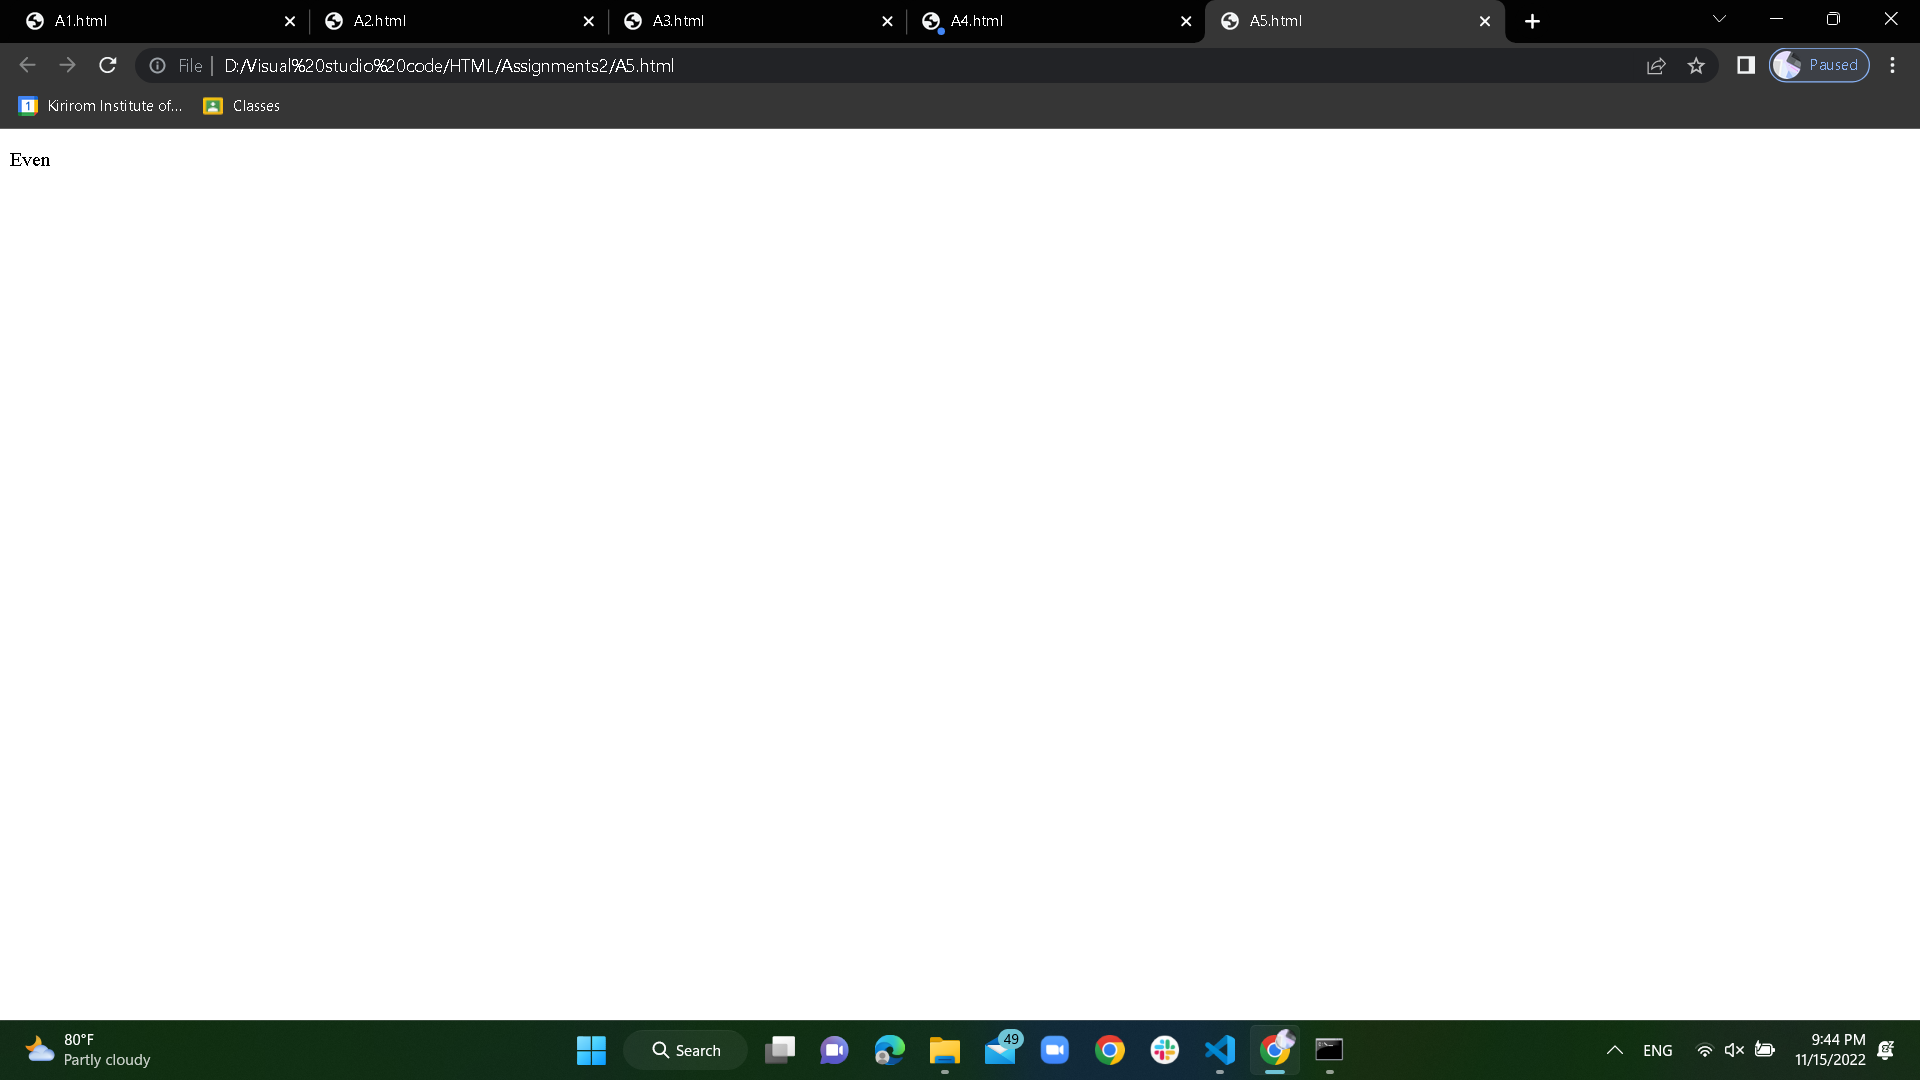 A1.html
A2.html
A3.html
A4.html
A5.html
File
D:/Visual%20studio%20code/HTML/Assignments2/A5.html
Paused
1 Kirirom Institute of...
Classes
Even
80°F
Partly cloudy
Search
49
ENG
9:44 PM
11/15/2022